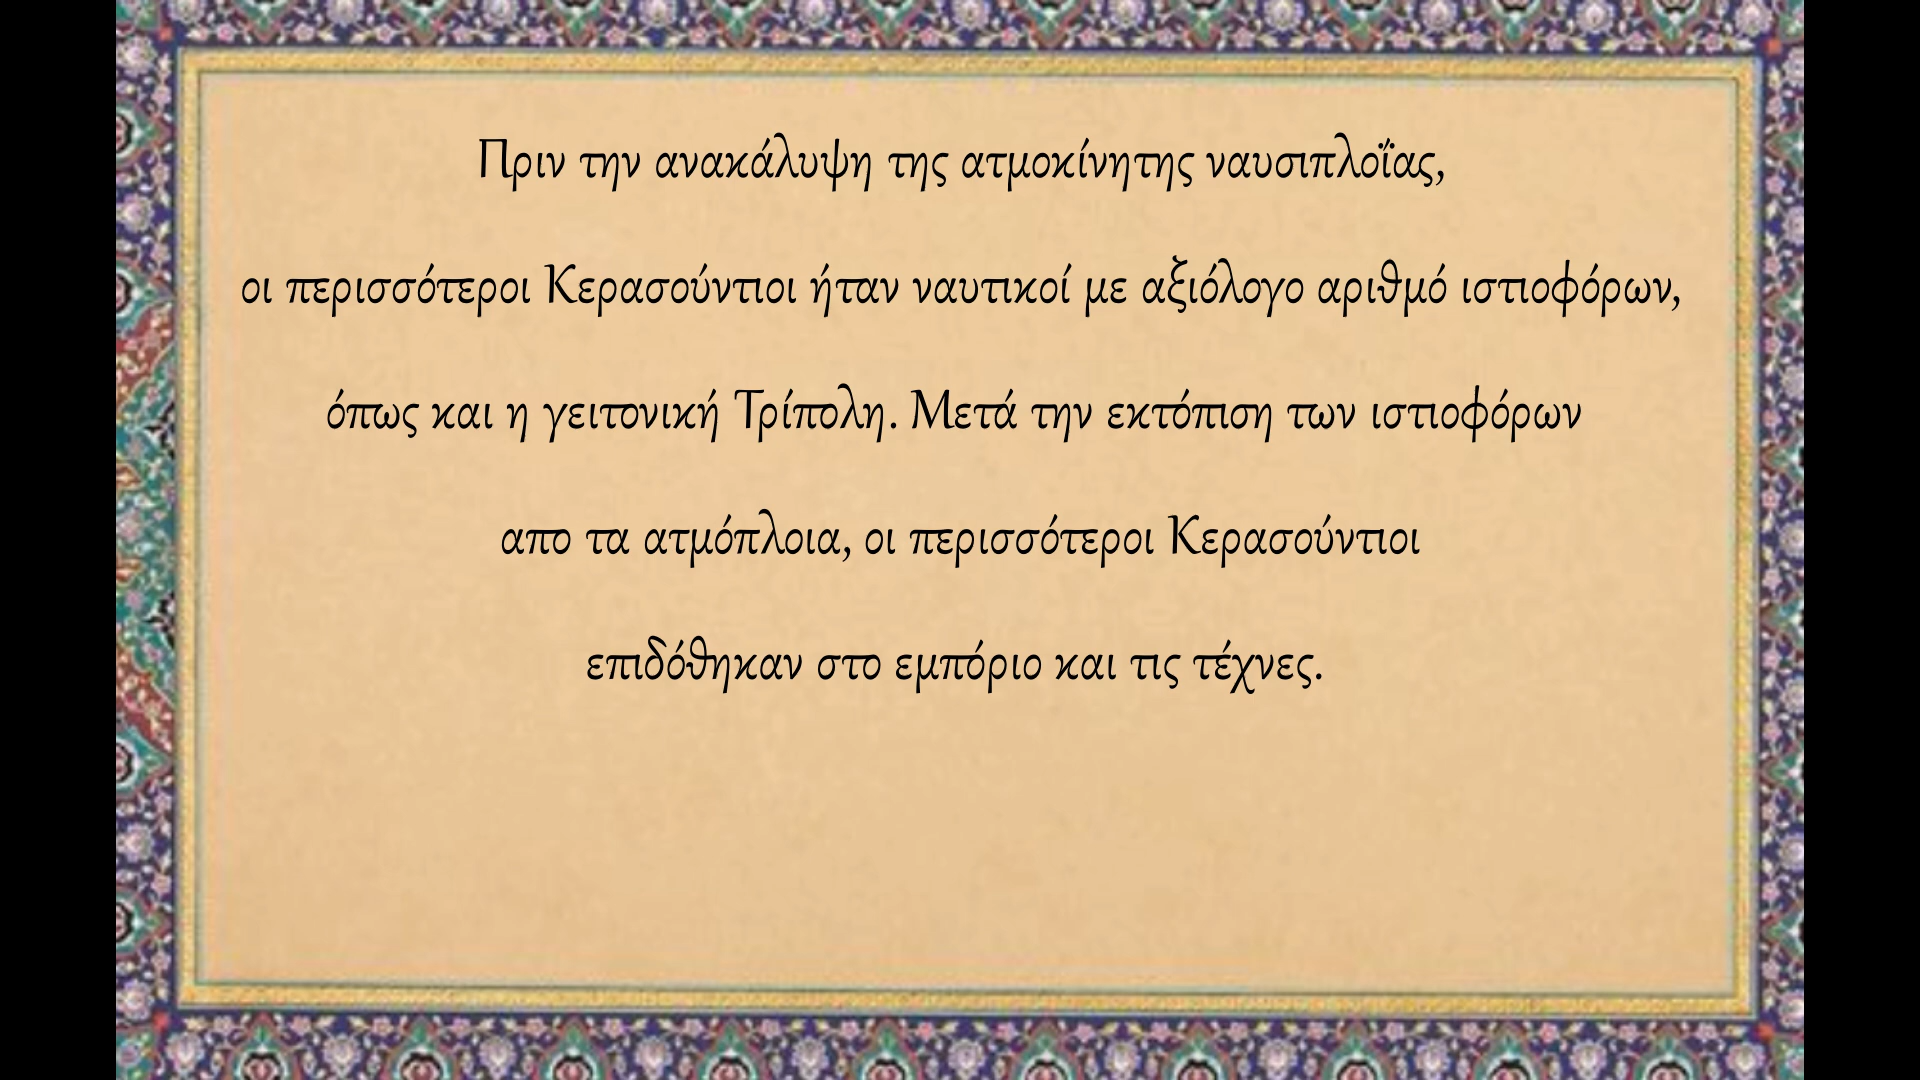 Πριν την ανακάλυψη της ατμοκίνητης ναυσιπλοΐας,
οι περισσότεροι Κερασούντιοι ήταν ναυτικοί με αξιόλογο αριθμό ιστιοφόρων,
όπως και η γειτονική Τρίπολη. Μετά την εκτόπιση των ιστιοφόρων
απο τα ατμόπλοια, οι περισσότεροι Κερασούντιοι
επιδόθηκαν στο εμπόριο και τις τέχνες.